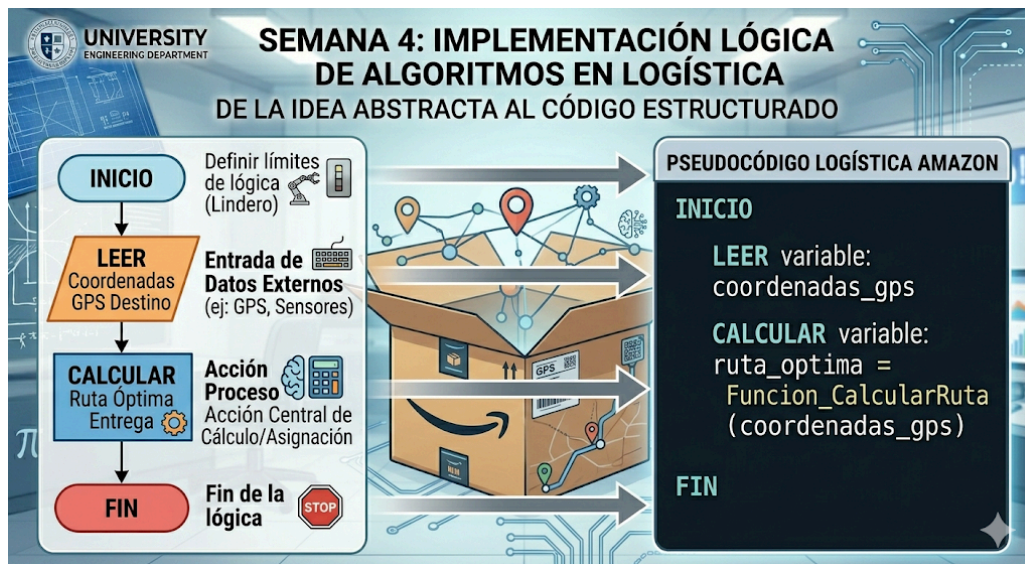 UNIVERSITY
ENGINEERING DEPARTMENT
SEMANA 4: IMPLEMENTACIÓN LÓGICA
DE ALGORITMOS EN LOGÍSTICA
DE LA IDEA ABSTRACTA AL CÓDIGO ESTRUCTURADO
INICIO
Definir límites
de lógica
(Lindero)
LEER
Coordenadas
GPS Destino
Entrada de
Datos Externos
(ej: GPS, Sensores)
CALCULAR
Ruta Óptima
Entrega
Acción
Proceso
Acción Central de
Cálculo/Asignación
FIN
Fin de la
lógica
STOP
GPS
π
PSEUDOCÓDIGO LOGÍSTICA AMAZON
INICIO
LEER variable:
coordenadas_gps
CALCULAR variable:
ruta_optima =
Funcion_CalcularRuta
(coordenadas_gps)
FIN